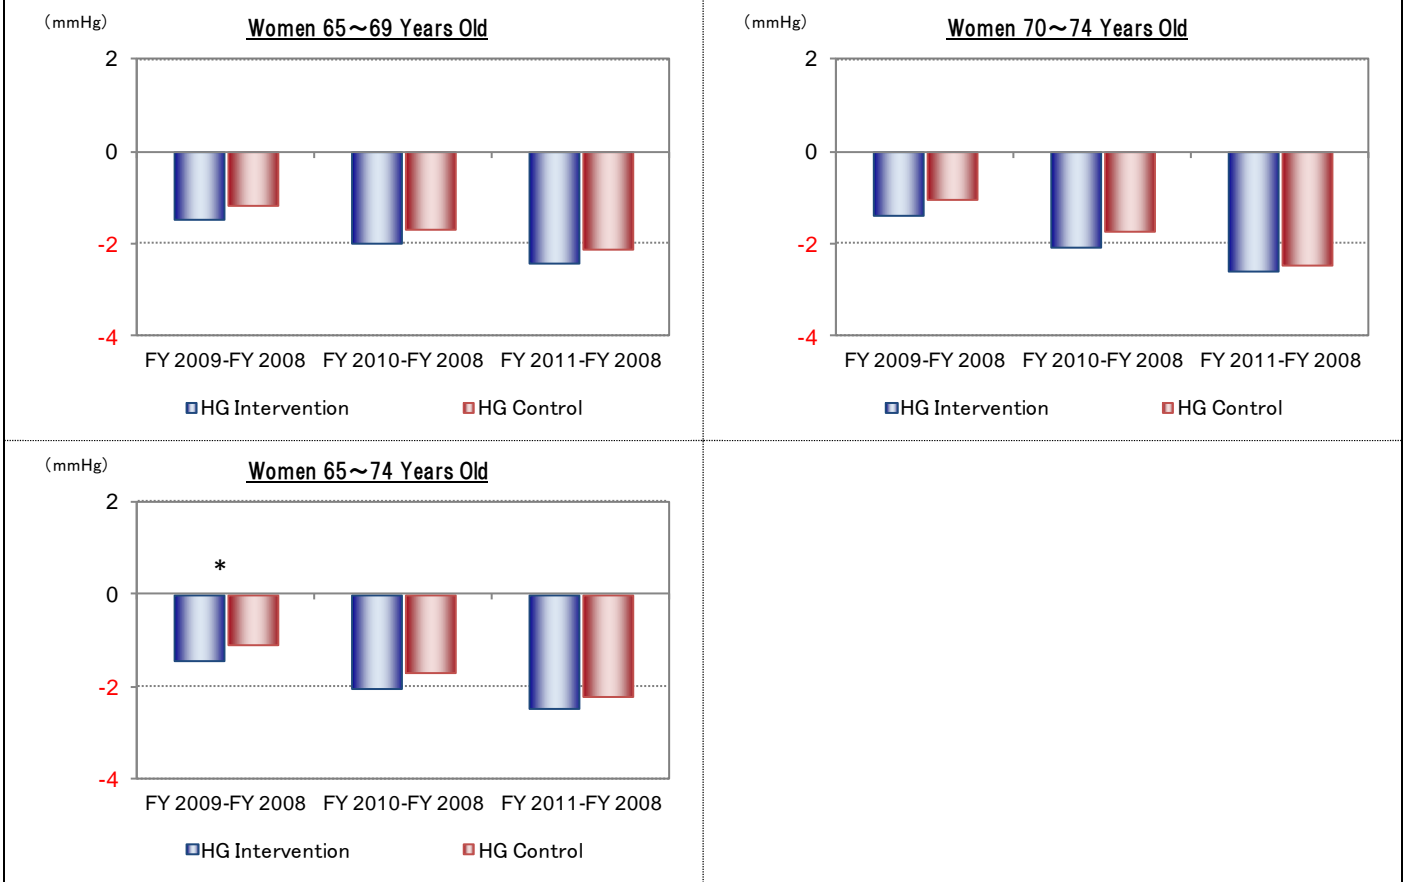 (mmHg)
Women 65～69 Years Old
2
0
-2
-4
FY 2009-FY 2008 FY 2010-FY 2008 FY 2011-FY 2008
HG Intervention HG Control
(mmHg)
Women 70～74 Years Old
2
0
-2
-4
FY 2009-FY 2008 FY 2010-FY 2008 FY 2011-FY 2008
HG Intervention HG Control
(mmHg)
Women 65～74 Years Old
2
*
0
-2
-4
FY 2009-FY 2008 FY 2010-FY 2008 FY 2011-FY 2008
HG Intervention HG Control